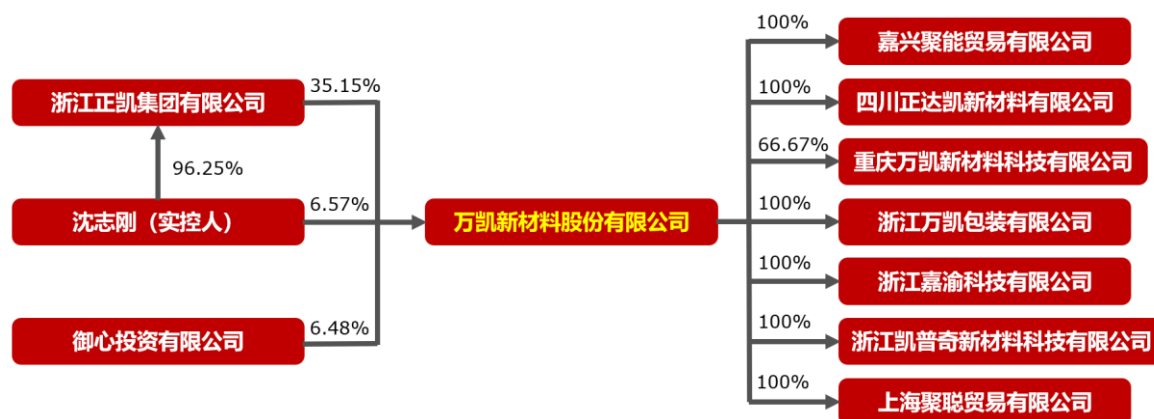 浙江正凯集团有限公司
35.15%
96.25%
沈志刚（实控人）
6.57%
御心投资有限公司
6.48%
万凯新材料股份有限公司
100%
嘉兴聚能贸易有限公司
100%
四川正达凯新材料有限公司
66.67%
重庆万凯新材料科技有限公司
100%
浙江万凯包装有限公司
100%
浙江嘉渝科技有限公司
100%
浙江凯普奇新材料科技有限公司
100%
上海聚聪贸易有限公司